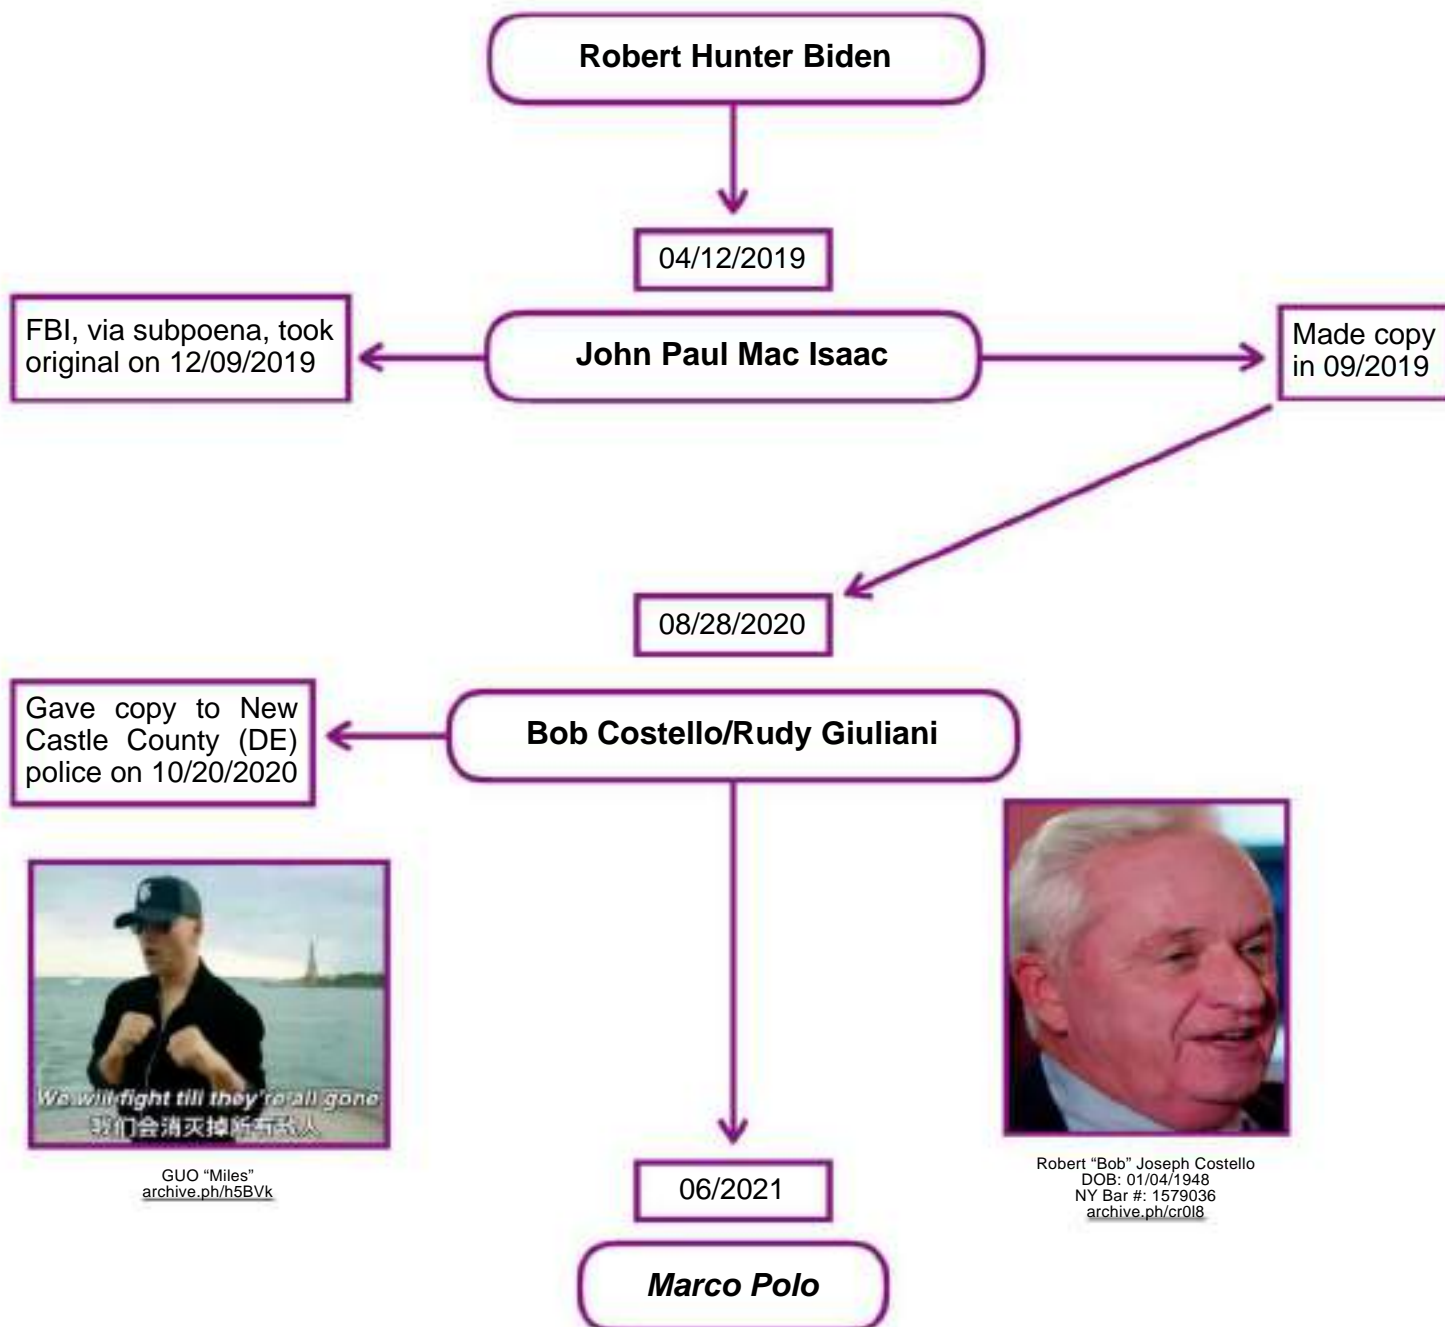 Robert Hunter Biden
04/12/2019
FBI, via subpoena, took
original on 12/09/2019
John Paul Mac Isaac
Made copy
in 09/2019
08/28/2020
Gave copy to New
Castle County (DE)
police on 10/20/2020
Bob Costello/Rudy Giuliani
We will fight till they're all gone
我们会消灭掉所有敌人
GUO “Miles”
archive.ph/h5BVk
Robert “Bob” Joseph Costello
DOB: 01/04/1948
NY Bar #: 1579036
archive.ph/cr0l8
06/2021
Marco Polo